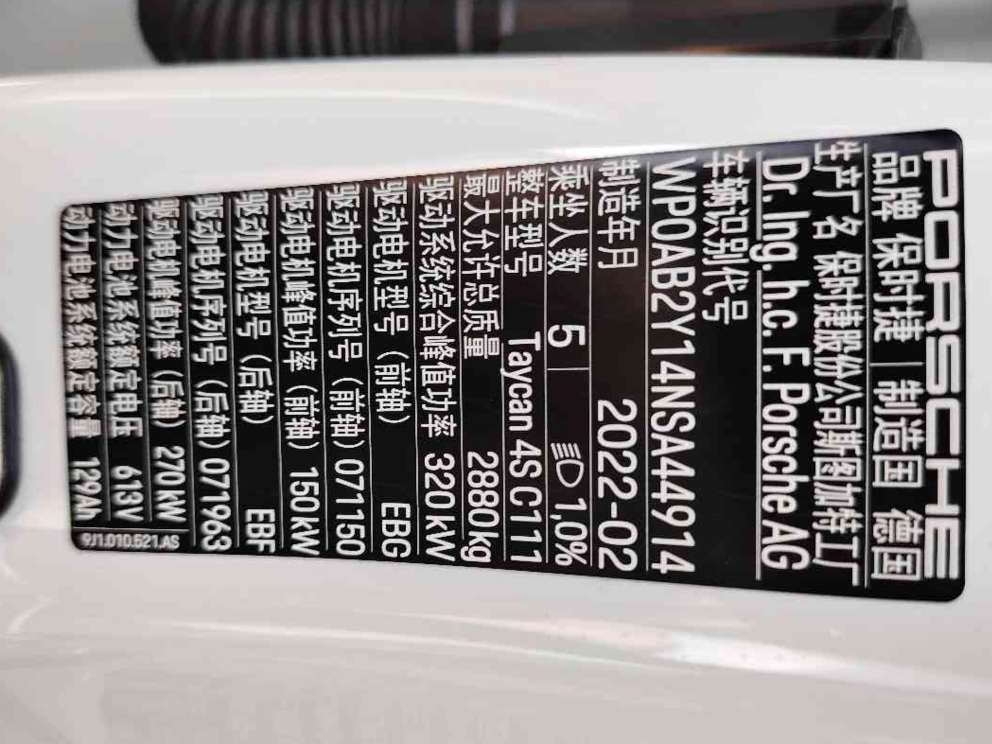 PORSCHE
品牌 保时捷 制造国 德国
生产厂名 保时捷股份公司斯图加特工厂
Dr. Ing. h.c. F. Porsche AG
车辆识别代号
WP0AB2Y14NSA44914
制造年月 2022-02
乘坐人数 5 1,0%
整车型号 Taycan 4S C111
最大允许总质量 2880kg
驱动系统综合峰值功率 320kW
驱动电机型号（前轴） EBG
驱动电机序列号（前轴）071150
驱动电机峰值功率（前轴）150kW
驱动电机型号（后轴） EBF
驱动电机序列号（后轴）071963
驱动电机峰值功率（后轴）270kW
动力电池系统额定电压 613V
动力电池系统额定容量 129Ah
9J1.010.521.AS